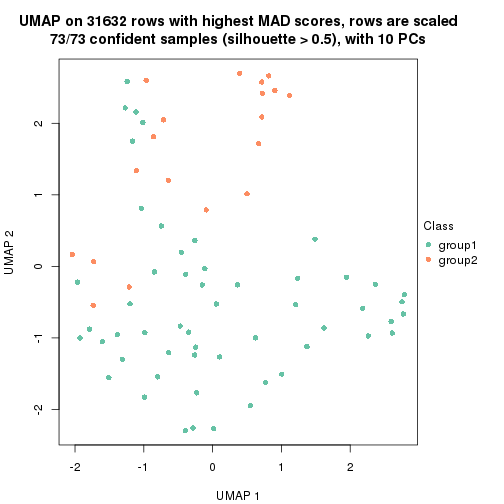 UMAP on 31632 rows with highest MAD scores, rows are scaled
73/73 confident samples (silhouette > 0.5), with 10 PCs
2
1
0
-1
-2
UMAP 2
-2
-1
0
1
2
UMAP 1
Class
group1
group2